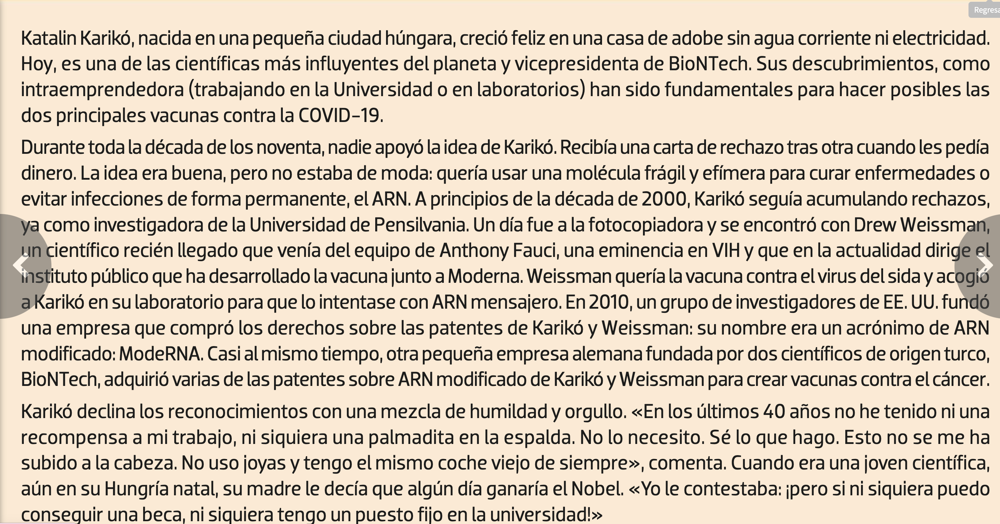 Regresa
Katalin Karikó, nacida en una pequeña ciudad húngara, creció feliz en una casa de adobe sin agua corriente ni electricidad.
Hoy, es una de las científicas más influyentes del planeta y vicepresidenta de BioNTech. Sus descubrimientos, como
intraemprendedora (trabajando en la Universidad o en laboratorios) han sido fundamentales para hacer posibles las
dos principales vacunas contra la COVID-19.
Durante toda la década de los noventa, nadie apoyó la idea de Karikó. Recibía una carta de rechazo tras otra cuando les pedía
dinero. La idea era buena, pero no estaba de moda: quería usar una molécula frágil y efímera para curar enfermedades o
evitar infecciones de forma permanente, el ARN. A principios de la década de 2000, Karikó seguía acumulando rechazos,
ya como investigadora de la Universidad de Pensilvania. Un día fue a la fotocopiadora y se encontró con Drew Weissman,
un científico recién llegado que venía del equipo de Anthony Fauci, una eminencia en VIH y que en la actualidad dirige el
instituto público que ha desarrollado la vacuna junto a Moderna. Weissman quería la vacuna contra el virus del sida y acogió
a Karikó en su laboratorio para que lo intentase con ARN mensajero. En 2010, un grupo de investigadores de EE. UU. fundó
una empresa que compró los derechos sobre las patentes de Karikó y Weissman: su nombre era un acrónimo de ARN
modificado: ModeRNA. Casi al mismo tiempo, otra pequeña empresa alemana fundada por dos científicos de origen turco,
BioNTech, adquirió varias de las patentes sobre ARN modificado de Karikó y Weissman para crear vacunas contra el cáncer.
Karikó declina los reconocimientos con una mezcla de humildad y orgullo. «En los últimos 40 años no he tenido ni una
recompensa a mi trabajo, ni siquiera una palmadita en la espalda. No lo necesito. Sé lo que hago. Esto no se me ha
subido a la cabeza. No uso joyas y tengo el mismo coche viejo de siempre», comenta. Cuando era una joven científica,
aún en su Hungría natal, su madre le decía que algún día ganaría el Nobel. «Yo le contestaba: ¡pero si ni siquiera puedo
conseguir una beca, ni siquiera tengo un puesto fijo en la universidad!»